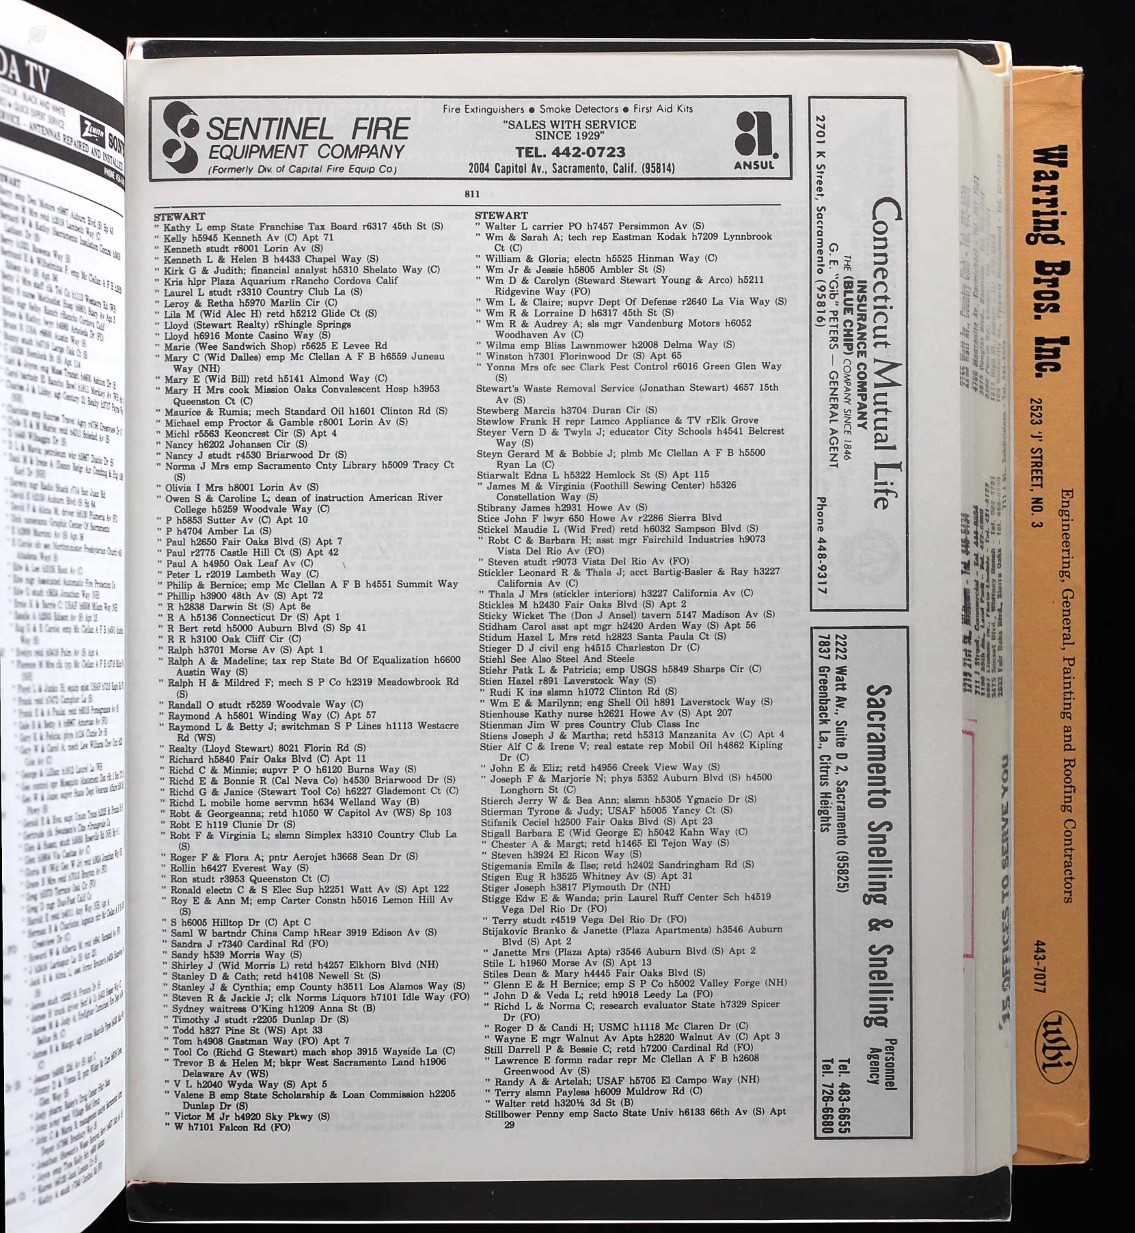 SENTINEL FIRE
EQUIPMENT COMPANY
(Formerly Div. of Capital Fire Equip Co)
Fire Extinguishers • Smoke Detectors • First Aid Kits
"SALES WITH SERVICE
SINCE 1929"
TEL. 442-0723
2004 Capitol Av., Sacramento, Calif. (95814)
a.
ANSUL
811
STEWART
" Kathy L emp State Franchise Tax Board r6317 45th St (S)
" Kelly h5945 Kenneth Av (C) Apt 71
" Kenneth studt r8001 Lorin Av (S)
" Kenneth L & Helen B h4433 Chapel Way (S)
" Kirk G & Judith; financial analyst h5310 Shelato Way (C)
" Kris hlpr Plaza Aquarium rRancho Cordova Calif
" Laurel L studt r3310 Country Club La (S)
" Leroy & Retha h5970 Marlin Cir (C)
" Lila M (Wid Alec H) retd h5212 Glide Ct (S)
" Lloyd (Stewart Realty) rShingle Springs
" Lloyd h6916 Monte Casino Way (S)
" Marie (Wee Sandwich Shop) r5625 E Levee Rd
" Mary C (Wid Dalles) emp Mc Clellan A F B h6559 Juneau
Way (NH)
" Mary E (Wid Bill) retd h5141 Almond Way (C)
" Mary H Mrs cook Mission Oaks Convalescent Hosp h3953
Queenston Ct (C)
" Maurice & Rumia; mech Standard Oil h1601 Clinton Rd (S)
" Michael emp Proctor & Gamble r8001 Lorin Av (S)
" Michl r5563 Keoncrest Cir (S) Apt 4
" Nancy h6202 Johansen Cir (S)
" Nancy J studt r4530 Briarwood Dr (S)
" Norma J Mrs emp Sacramento Cnty Library h5009 Tracy Ct
(S)
" Olivia I Mrs h8001 Lorin Av (S)
" Owen S & Caroline L; dean of instruction American River
College h5259 Woodvale Way (C)
" P h5853 Sutter Av (C) Apt 10
" P h4704 Amber La (S)
" Paul h2650 Fair Oaks Blvd (S) Apt 7
" Paul r2775 Castle Hill Ct (S) Apt 42
" Paul A h4950 Oak Leaf Av (C)
" Peter L r2019 Lambeth Way (C)
" Philip & Bernice; emp Mc Clellan A F B h4551 Summit Way
" Phillip h3900 48th Av (S) Apt 72
" R h2838 Darwin St (S) Apt 8e
" R A h5136 Connecticut Dr (S) Apt 1
" R Bert retd h5000 Auburn Blvd (S) Sp 41
" R R h3100 Oak Cliff Cir (C)
" Ralph h3701 Morse Av (S) Apt 1
" Ralph A & Madeline; tax rep State Bd Of Equalization h6600
Austin Way (S)
" Ralph H & Mildred F; mech S P Co h2319 Meadowbrook Rd
(S)
" Randall O studt r5259 Woodvale Way (C)
" Raymond A h5801 Winding Way (C) Apt 57
" Raymond L & Betty J; switchman S P Lines h1113 Westacre
Rd (WS)
" Realty (Lloyd Stewart) 8021 Florin Rd (S)
" Richard h5840 Fair Oaks Blvd (C) Apt 11
" Richd C & Minnie; supvr P O h6120 Burns Way (S)
" Richd E & Bonnie R (Cal Neva Co) h4530 Briarwood Dr (S)
" Richd G & Janice (Stewart Tool Co) h6227 Glademont Ct (C)
" Richd L mobile home servmn h634 Welland Way (B)
" Robt & Georgeanna; retd h1050 W Capitol Av (WS) Sp 103
" Robt E h119 Clunie Dr (S)
" Robt F & Virginia L; slsmn Simplex h3310 Country Club La
(S)
" Roger F & Flora A; pntr Aerojet h3668 Sean Dr (S)
" Rollin h6427 Everest Way (S)
" Ron studt r3953 Queenston Ct (C)
" Ronald electn C & S Elec Sup h2251 Watt Av (S) Apt 122
" Roy E & Ann M; emp Carter Constn h5016 Lemon Hill Av
(S)
" S h6005 Hilltop Dr (C) Apt C
" Saml W bartndr China Camp hRear 3919 Edison Av (S)
" Sandra J r7340 Cardinal Rd (FO)
" Sandy h539 Morris Way (S)
" Shirley J (Wid Morris L) retd h4257 Elkhorn Blvd (NH)
" Stanley D & Cath; retd h4108 Newell St (S)
" Stanley J & Cynthia; emp County h3511 Los Alamos Way (S)
" Steven R & Jackie J; clk Norms Liquors h7101 Idle Way (FO)
" Sydney waitress O'King h1209 Anna St (B)
" Timothy J studt r2205 Dunlap Dr (S)
" Todd h827 Pine St (WS) Apt 33
" Tom h4908 Gastman Way (FO) Apt 7
" Tool Co (Richd G Stewart) mach shop 3915 Wayside La (C)
" Trevor B & Helen M; bkpr West Sacramento Land h1906
Delaware Av (WS)
" V L h2040 Wyda Way (S) Apt 5
" Valene B emp State Scholarship & Loan Commission h2205
Dunlap Dr (S)
" Victor M Jr h4920 Sky Pkwy (S)
" W h7101 Falcon Rd (FO)
STEWART
" Walter L carrier PO h7457 Persimmon Av (S)
" Wm & Sarah A; tech rep Eastman Kodak h7209 Lynnbrook
Ct (C)
" William & Gloria; electn h5525 Hinman Way (C)
" Wm Jr & Jessie h5805 Ambler St (S)
" Wm D & Carolyn (Steward Stewart Young & Arco) h5211
Ridgevine Way (FO)
" Wm L & Claire; supvr Dept Of Defense r2640 La Via Way (S)
" Wm R & Lorraine D h6317 45th St (S)
" Wm R & Audrey A; sls mgr Vandenburg Motors h6052
Woodhaven Av (C)
" Wilma emp Bliss Lawnmower h2008 Delma Way (S)
" Winston h7301 Florinwood Dr (S) Apt 65
" Yonna Mrs ofc sec Clark Pest Control r6016 Green Glen Way
(S)
Stewart's Waste Removal Service (Jonathan Stewart) 4657 15th
Av (S)
Stewberg Marcia h3704 Duran Cir (S)
Stewlow Frank H repr Lamco Appliance & TV rElk Grove
Steyer Vern D & Twyla J; educator City Schools h4541 Belcrest
Way (S)
Steyn Gerard M & Bobbie J; plmb Mc Clellan A F B h5500
Ryan La (C)
Stiarwalt Edna L h5322 Hemlock St (S) Apt 115
" James M & Virginia (Foothill Sewing Center) h5326
Constellation Way (S)
Stibrany James h2931 Howe Av (S)
Stice John F lwyr 650 Howe Av r2286 Sierra Blvd
Stickel Maudie L (Wid Fred) retd h6032 Sampson Blvd (S)
" Robt C & Barbara H; asst mgr Fairchild Industries h9073
Vista Del Rio Av (FO)
" Steven studt r9073 Vista Del Rio Av (FO)
Stickler Leonard R & Thala J; acct Bartig-Basler & Ray h3227
California Av (C)
" Thala J Mrs (stickler interiors) h3227 California Av (C)
Stickles M h2430 Fair Oaks Blvd (S) Apt 2
Sticky Wicket The (Don J Ansel) tavern 5147 Madison Av (S)
Stidham Carol asst apt mgr h2420 Arden Way (S) Apt 56
Stidum Hazel L Mrs retd h2823 Santa Paula Ct (S)
Stieger D J civil eng h4515 Charleston Dr (C)
Stiehl See Also Steel And Steele
Stiehr Patk L & Patricia; emp USGS h5849 Sharps Cir (C)
Stien Hazel r891 Laverstock Way (S)
" Rudi K ins slsmn h1072 Clinton Rd (S)
" Wm E & Marilynn; eng Shell Oil h891 Laverstock Way (S)
Stienhouse Kathy nurse h2621 Howe Av (S) Apt 207
Stienman Jim W pres Country Club Class Inc
Stiens Joseph J & Martha; retd h5313 Manzanita Av (C) Apt 4
Stier Alf C & Irene V; real estate rep Mobil Oil h4862 Kipling
Dr (C)
" John E & Eliz; retd h4956 Creek View Way (S)
" Joseph F & Marjorie N; phys 5352 Auburn Blvd (S) h4500
Longhorn St (C)
Stierch Jerry W & Bea Ann; slsmn h5305 Ygnacio Dr (S)
Stierman Tyrone & Judy; USAF h5005 Yancy Ct (S)
Stifanik Ceciel h2500 Fair Oaks Blvd (S) Apt 23
Stigall Barbara E (Wid George E) h5042 Kahn Way (C)
" Chester A & Margt; retd h1465 El Tejon Way (S)
" Steven h3924 El Ricon Way (S)
Stigemanis Emils & Ilse; retd h2402 Sandringham Rd (S)
Stigen Eug R h3525 Whitney Av (S) Apt 31
Stiger Joseph h3817 Plymouth Dr (NH)
Stigge Edw E & Wanda; prin Laurel Ruff Center Sch h4519
Vega Del Rio Dr (FO)
" Terry studt r4519 Vega Del Rio Dr (FO)
Stijakovic Branko & Janette (Plaza Apartments) h3546 Auburn
Blvd (S) Apt 2
" Janette Mrs (Plaza Apts) r3546 Auburn Blvd (S) Apt 2
Stile L h1960 Morse Av (S) Apt 13
Stiles Dean & Mary h4445 Fair Oaks Blvd (S)
" Glenn E & H Bernice; emp S P Co h5002 Valley Forge (NH)
" John D & Veda L; retd h9018 Leedy La (FO)
" Richd L & Norma C; research evaluator State h7329 Spicer
Dr (FO)
" Roger D & Candi H; USMC h1118 Mc Claren Dr (C)
" Wayne E mgr Walnut Av Apts h2820 Walnut Av (C) Apt 3
Still Darrell P & Bessie C; retd h7200 Cardinal Rd (FO)
" Lawrence E formn radar repr Mc Clellan A F B h2608
Greenwood Av (S)
" Randy A & Artelah; USAF h5705 El Campo Way (NH)
" Terry slsmn Payless h6009 Muldrow Rd (C)
" Walter retd h320½ 3d St (B)
Stillbower Penny emp Sacto State Univ h6133 66th Av (S) Apt
29
Connecticut Mutual Life
INSURANCE COMPANY
THE (BLUE CHIP) COMPANY SINCE 1846
G. E. "Gib" PETERS — GENERAL AGENT
2701 K Street, Sacramento (95816)
Phone 448-9317
Sacramento Snelling & Snelling
Personnel
Agency
2222 Watt Av., Suite D 2, Sacramento (95825)
Tel. 483-6655
7837 Greenback La., Citrus Heights
Tel. 726-6680
Warring Bros. Inc.
Engineering, General, Painting and Roofing Contractors
2523 'J' STREET, NO. 3
443-7077
wbi
OFFICES TO SERVE YOU
DA TV
ZENITH
SONY